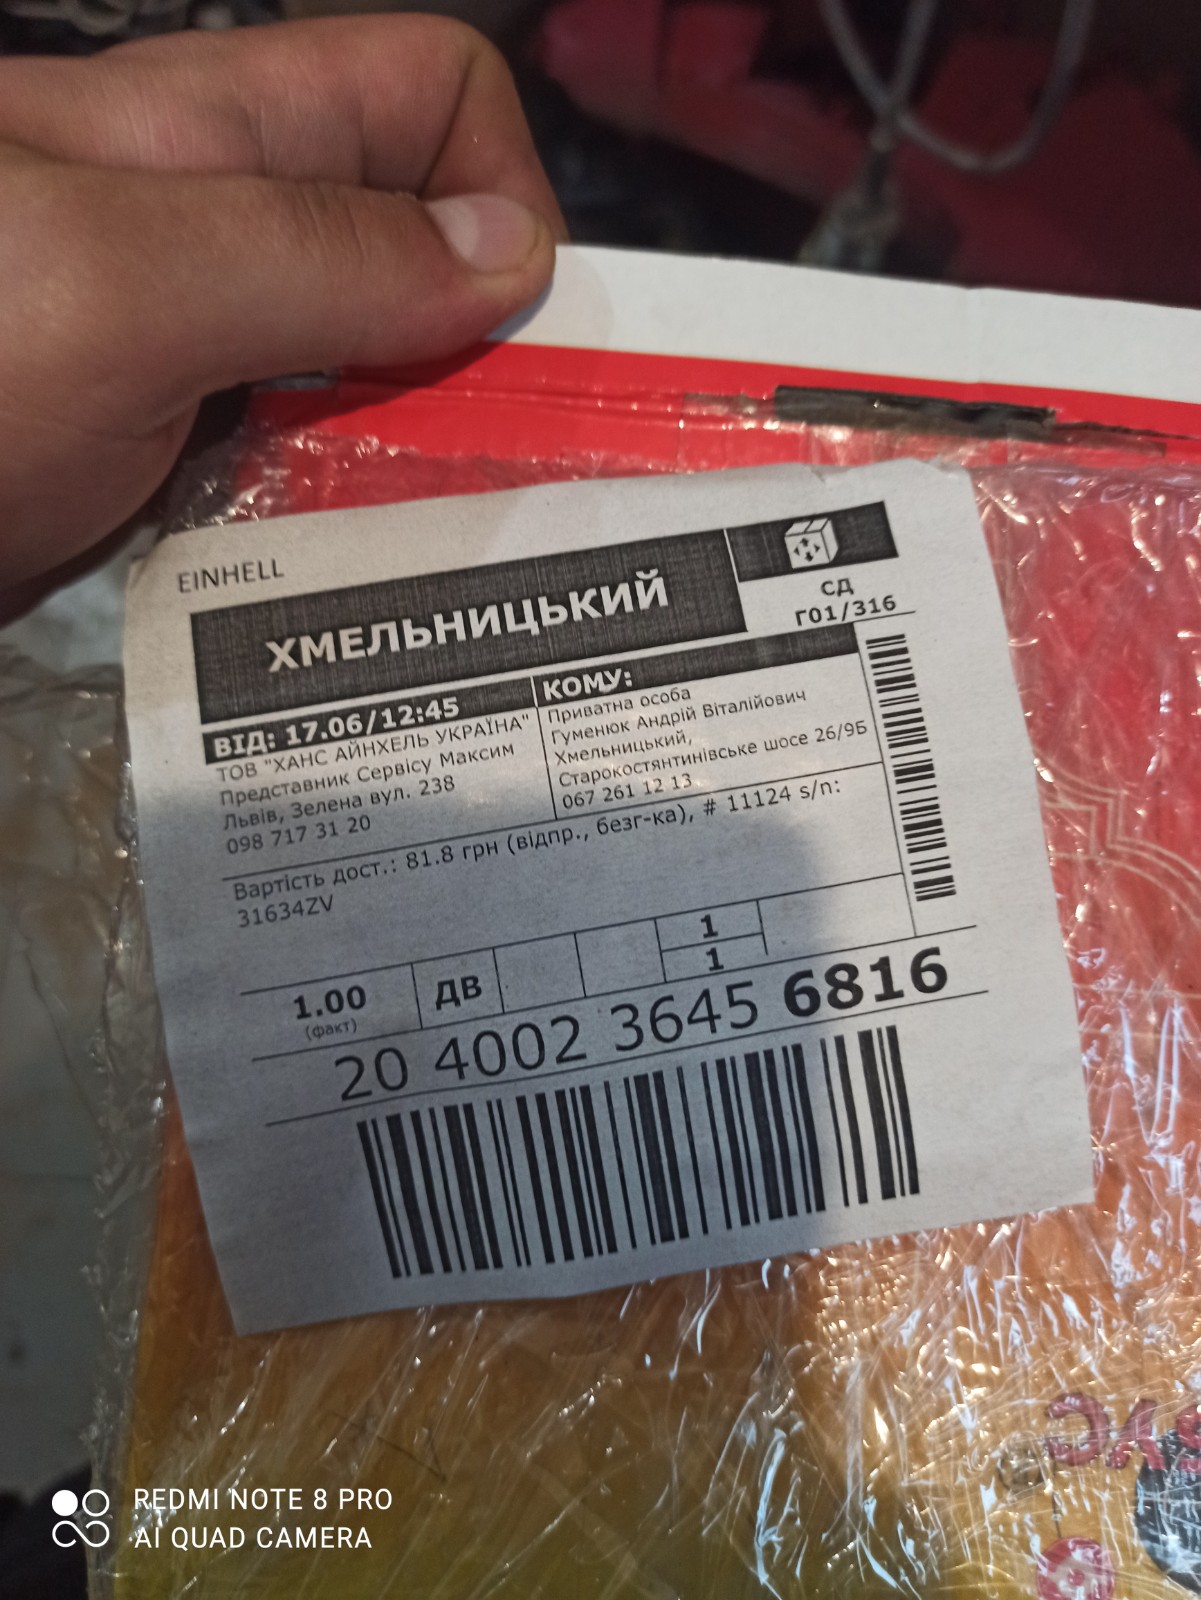 EINHELL
ХМЕЛЬНИЦЬКИЙ
СД
Г01/316
ВІД: 17.06/12:45
ТОВ "ХАНС АЙНХЕЛЬ УКРАЇНА"
Представник Сервісу Максим
Львів, Зелена вул. 238
098 717 31 20
КОМУ:
Приватна особа
Гуменюк Андрій Віталійович
Хмельницький,
Старокостянтинівське шосе 26/9Б
067 261 12 13
Вартість дост.: 81.8 грн (відпр., безг-ка), # 11124 s/n:
31634ZV
1.00
(факт)
ДВ
1
1
20 4002 3645 6816
REDMI NOTE 8 PRO
AI QUAD CAMERA